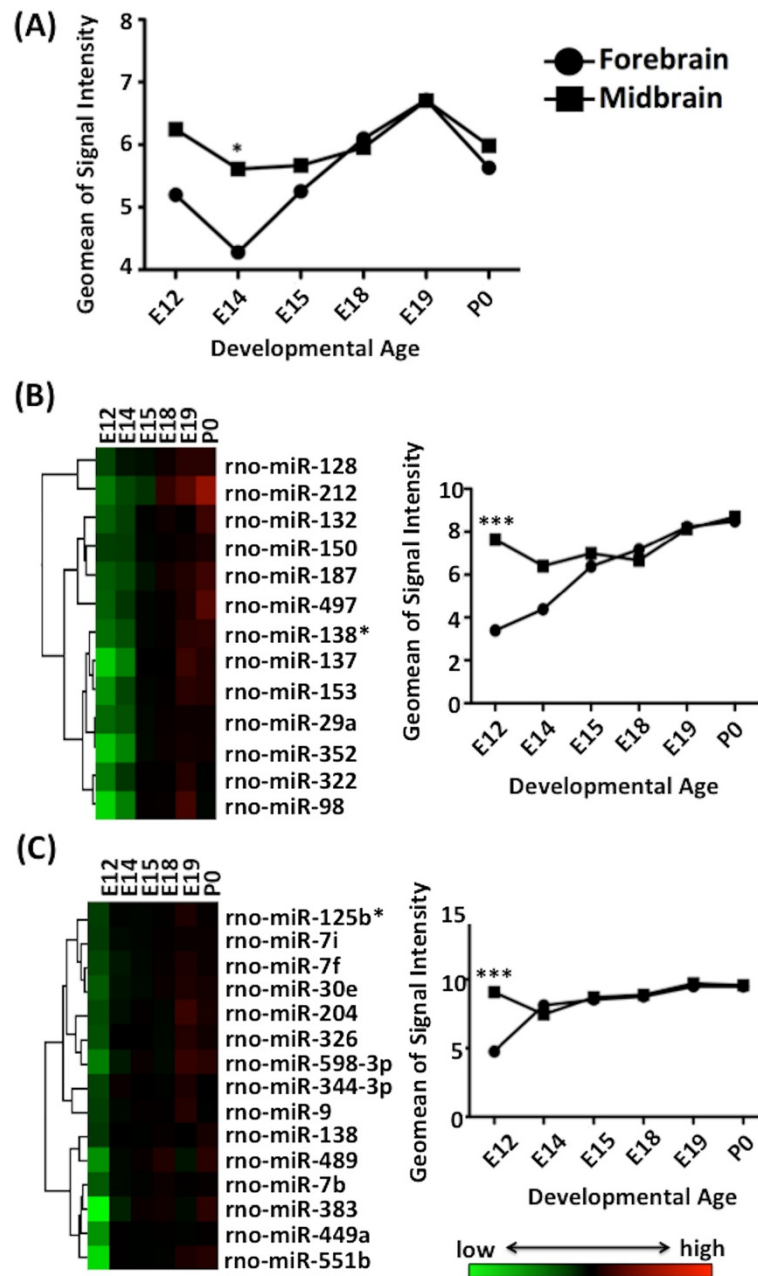 (A)
Geomean of Signal Intensity
8
7
6
5
4
*
E12 E14 E15 E18 E19 P0
Developmental Age
Forebrain
Midbrain
(B)
E12 E14 E15 E18 E19 P0
rno-miR-128
rno-miR-212
rno-miR-132
rno-miR-150
rno-miR-187
rno-miR-497
rno-miR-138*
rno-miR-137
rno-miR-153
rno-miR-29a
rno-miR-352
rno-miR-322
rno-miR-98
Geomean of Signal Intensity
10
8
6
4
2
0
***
E12 E14 E15 E18 E19 P0
Developmental Age
(C)
E12 E14 E15 E18 E19 P0
rno-miR-125b*
rno-miR-7i
rno-miR-7f
rno-miR-30e
rno-miR-204
rno-miR-326
rno-miR-598-3p
rno-miR-344-3p
rno-miR-9
rno-miR-138
rno-miR-489
rno-miR-7b
rno-miR-383
rno-miR-449a
rno-miR-551b
Geomean of Signal Intensity
15
10
5
0
***
E12 E14 E15 E18 E19 P0
Developmental Age
low high